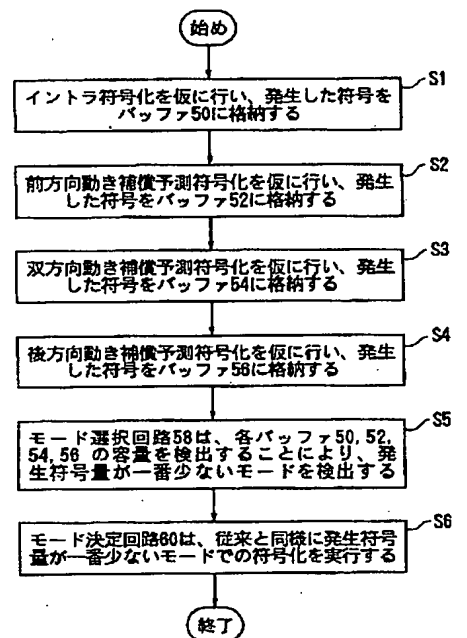 始め
S1
イントラ符号化を仮に行い、発生した符号を
バッファ50に格納する
S2
前方向動き補償予測符号化を仮に行い、発生
した符号をバッファ52に格納する
S3
双方向動き補償予測符号化を仮に行い、発生
した符号をバッファ54に格納する
S4
後方向動き補償予測符号化を仮に行い、発生
した符号をバッファ56に格納する
S5
モード選択回路58は、各バッファ50,52,
54,56 の容量を検出することにより、発
生符号量が一番少ないモードを検出する
S6
モード決定回路60は、従来と同様に発生符号
量が一番少ないモードでの符号化を実行する
終了